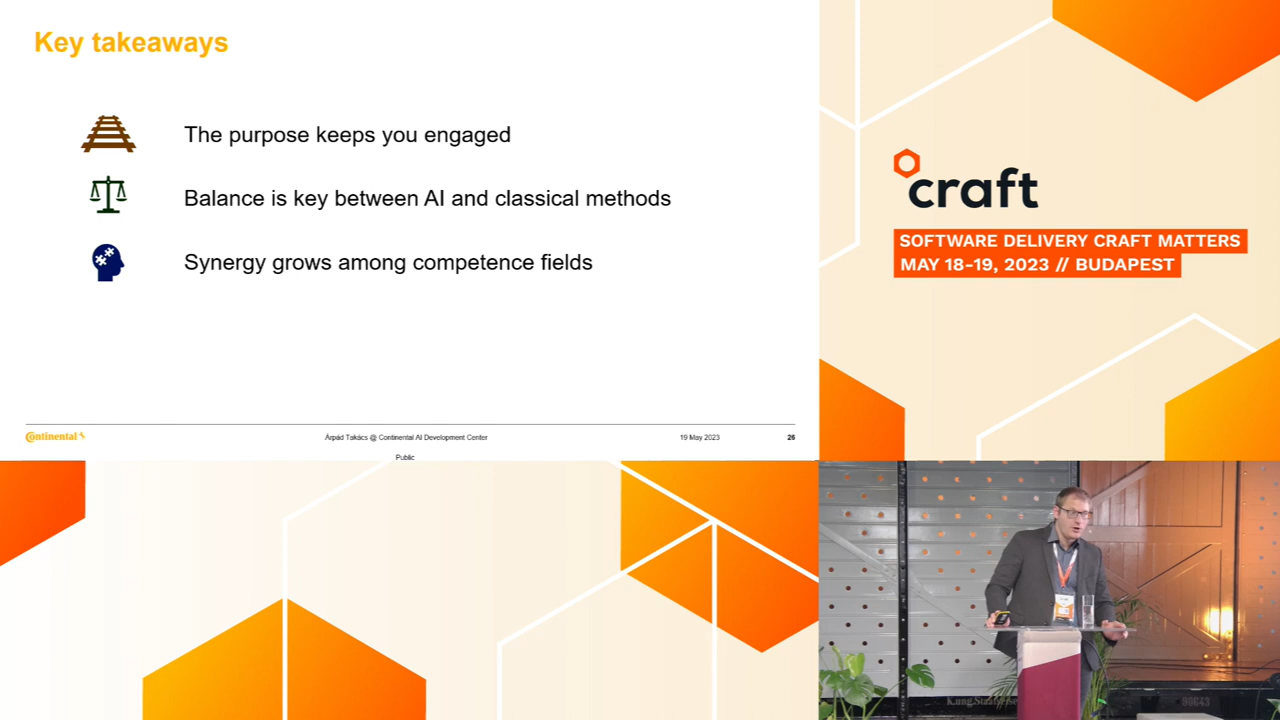 Key takeaways
The purpose keeps you engaged
Balance is key between AI and classical methods
Synergy grows among competence fields
Continental
Árpád Takács @ Continental AI Development Center
19 May 2023
26
Public
craft
SOFTWARE DELIVERY CRAFT MATTERS
MAY 18-19, 2023 // BUDAPEST